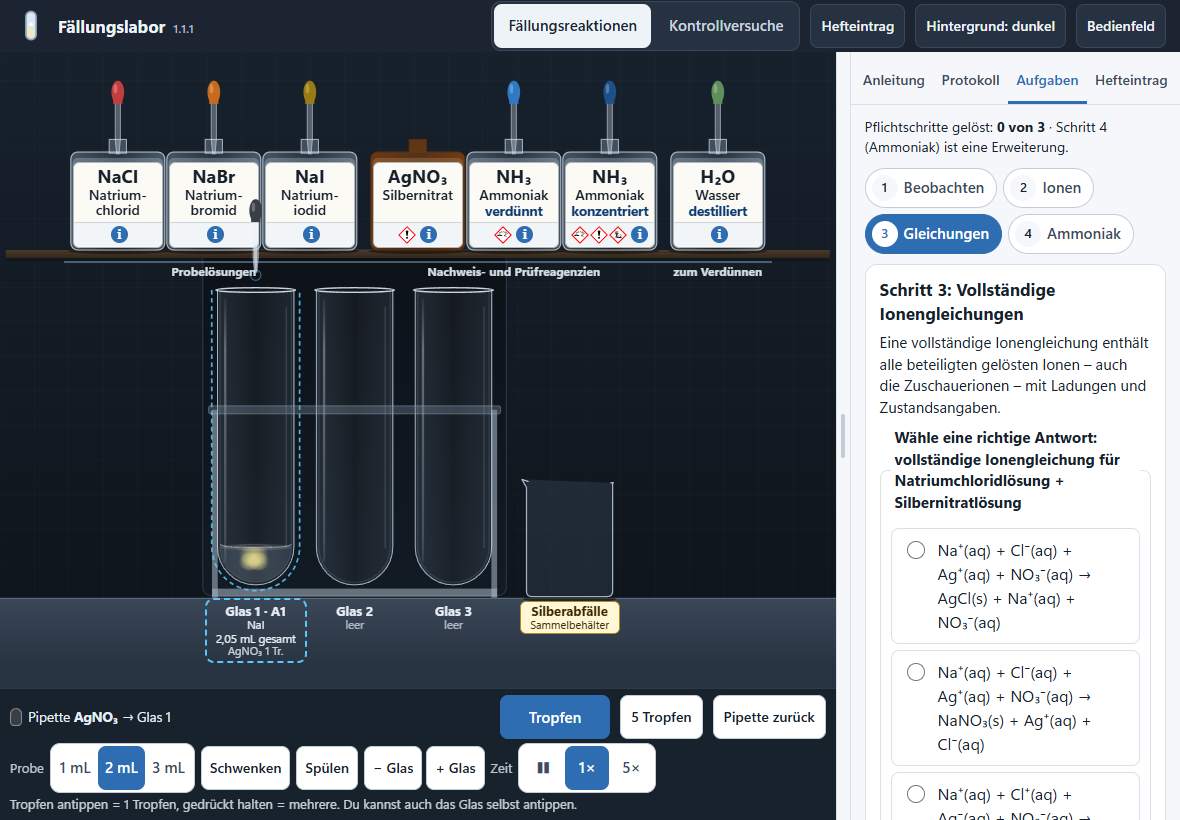 Fällungslabor 1.1.1
Fällungsreaktionen
Kontrollversuche
Hefteintrag
Hintergrund: dunkel
Bedienfeld
NaCl
Natrium-
chlorid
NaBr
Natrium-
bromid
NaI
Natrium-
iodid
AgNO₃
Silbernitrat
NH₃
Ammoniak
verdünnt
NH₃
Ammoniak
konzentriert
H₂O
Wasser
destilliert
Probelösungen
Nachweis- und Prüfreagenzien
zum Verdünnen
Glas 1 · A1
NaI
2,05 mL gesamt
AgNO₃ 1 Tr.
Glas 2
leer
Glas 3
leer
Silberabfälle
Sammelbehälter
Pipette AgNO₃ → Glas 1
Tropfen
5 Tropfen
Pipette zurück
Probe
1 mL
2 mL
3 mL
Schwenken
Spülen
− Glas
+ Glas
Zeit
1×
5×
Tropfen antippen = 1 Tropfen, gedrückt halten = mehrere. Du kannst auch das Glas selbst antippen.
Anleitung
Protokoll
Aufgaben
Hefteintrag
Pflichtschritte gelöst: 0 von 3 · Schritt 4
(Ammoniak) ist eine Erweiterung.
1 Beobachten
2 Ionen
3 Gleichungen
4 Ammoniak
Schritt 3: Vollständige
Ionengleichungen
Eine vollständige Ionengleichung enthält
alle beteiligten gelösten Ionen – auch
die Zuschauerionen – mit Ladungen und
Zustandsangaben.
Wähle eine richtige Antwort:
vollständige Ionengleichung für
Natriumchloridlösung +
Silbernitratlösung
Na⁺(aq) + Cl⁻(aq) +
Ag⁺(aq) + NO₃⁻(aq) →
AgCl(s) + Na⁺(aq) +
NO₃⁻(aq)
Na⁺(aq) + Cl⁻(aq) +
Ag⁺(aq) + NO₃⁻(aq) →
NaNO₃(s) + Ag⁺(aq) +
Cl⁻(aq)
Na⁺(aq) + Cl⁺(aq) +